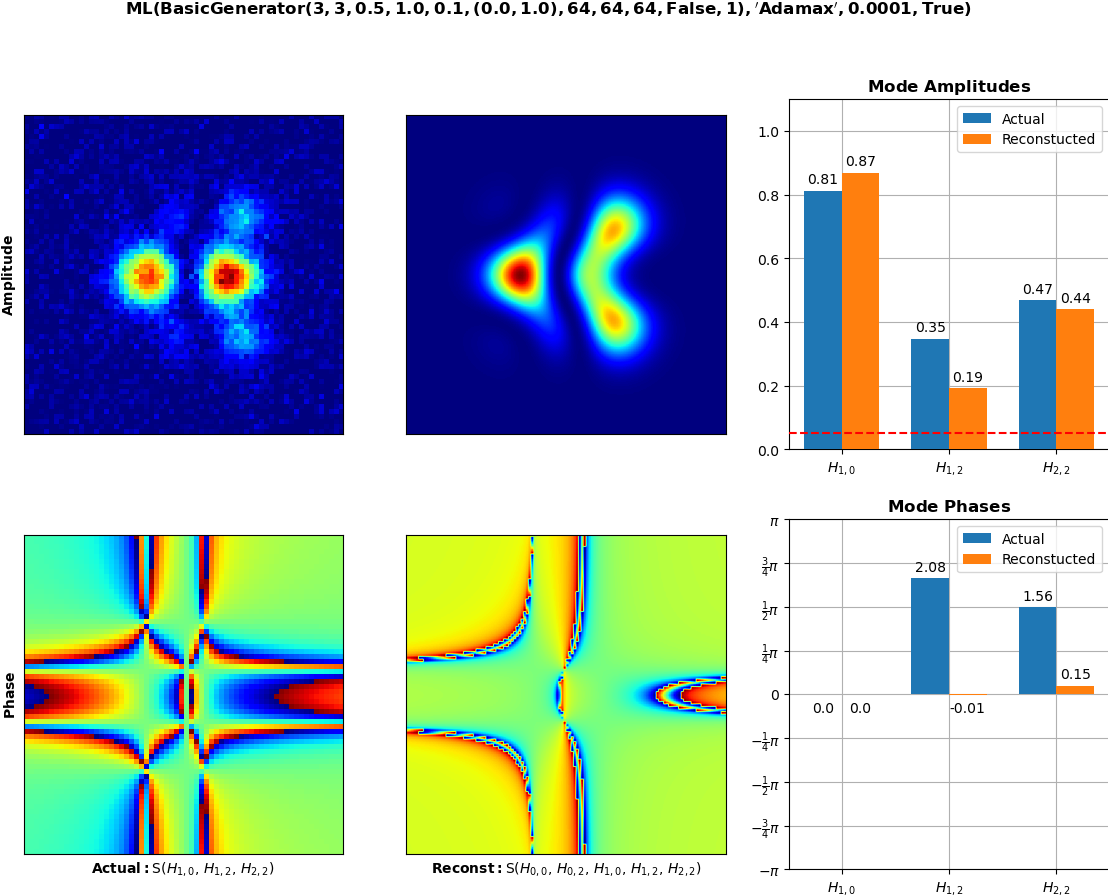 ML(BasicGenerator(3, 3, 0.5, 1.0, 0.1, (0.0, 1.0), 64, 64, 64, False, 1), ′Adamax′, 0.0001, True)
Amplitude
Mode Amplitudes
Actual
Reconstucted
1.0
0.8
0.6
0.4
0.2
0.0
0.81
0.87
0.35
0.19
0.47
0.44
H1,0
H1,2
H2,2
Phase
Actual: S(H1,0, H1,2, H2,2)
Reconst: S(H0,0, H0,2, H1,0, H1,2, H2,2)
Mode Phases
Actual
Reconstucted
π
3/4π
1/2π
1/4π
0
−1/4π
−1/2π
−3/4π
−π
0.0
0.0
2.08
-0.01
1.56
0.15
H1,0
H1,2
H2,2